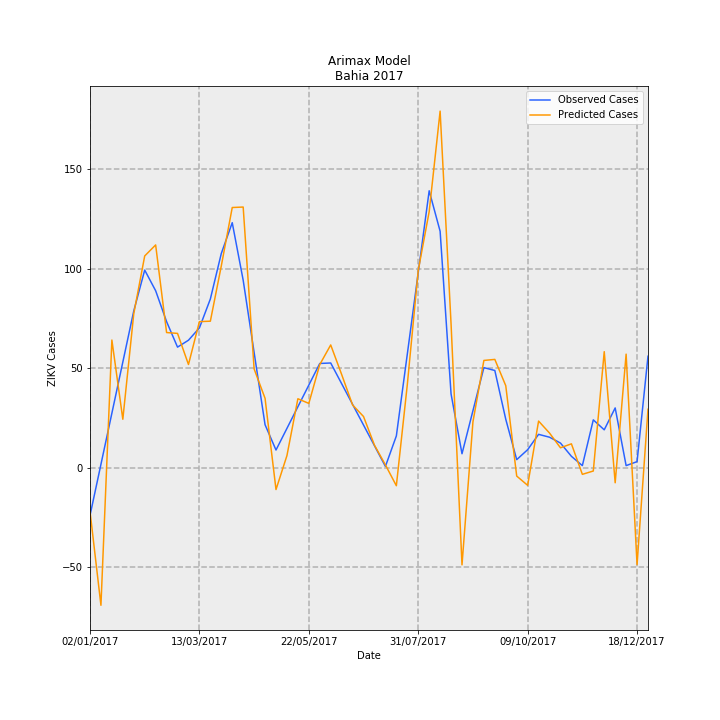 Arimax Model
Bahia 2017
Observed Cases
Predicted Cases
ZIKV Cases
150
100
50
0
−50
02/01/2017
13/03/2017
22/05/2017
31/07/2017
09/10/2017
18/12/2017
Date